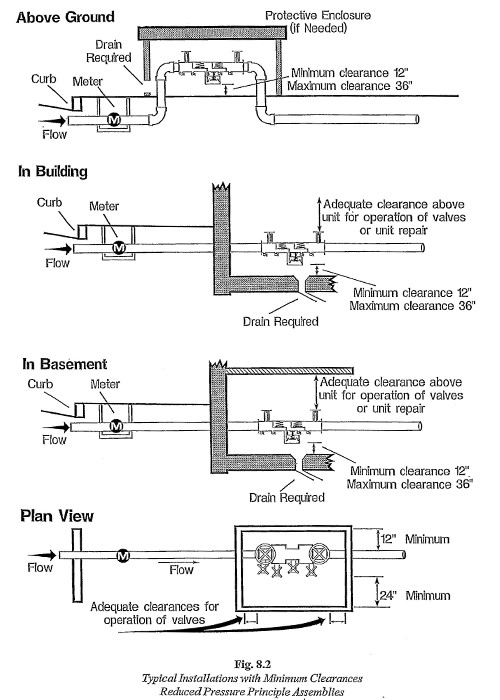 Above Ground
Protective Enclosure
(if Needed)
Drain
Required
Curb
Meter
Minimum clearance 12"
Maximum clearance 36"
M
Flow
In Building
Curb
Meter
Adequate clearance above
unit for operation of valves
or unit repair
M
Flow
Minimum clearance 12"
Maximum clearance 36"
Drain Required
In Basement
Curb
Meter
Adequate clearance above
unit for operation of valves
or unit repair
M
Flow
Minimum clearance 12"
Maximum clearance 36"
Drain Required
Plan View
12" Minimum
M
Flow
Flow
24" Minimum
Adequate clearances for
operation of valves
Fig. 8.2
Typical Installations with Minimum Clearances
Reduced Pressure Principle Assemblies